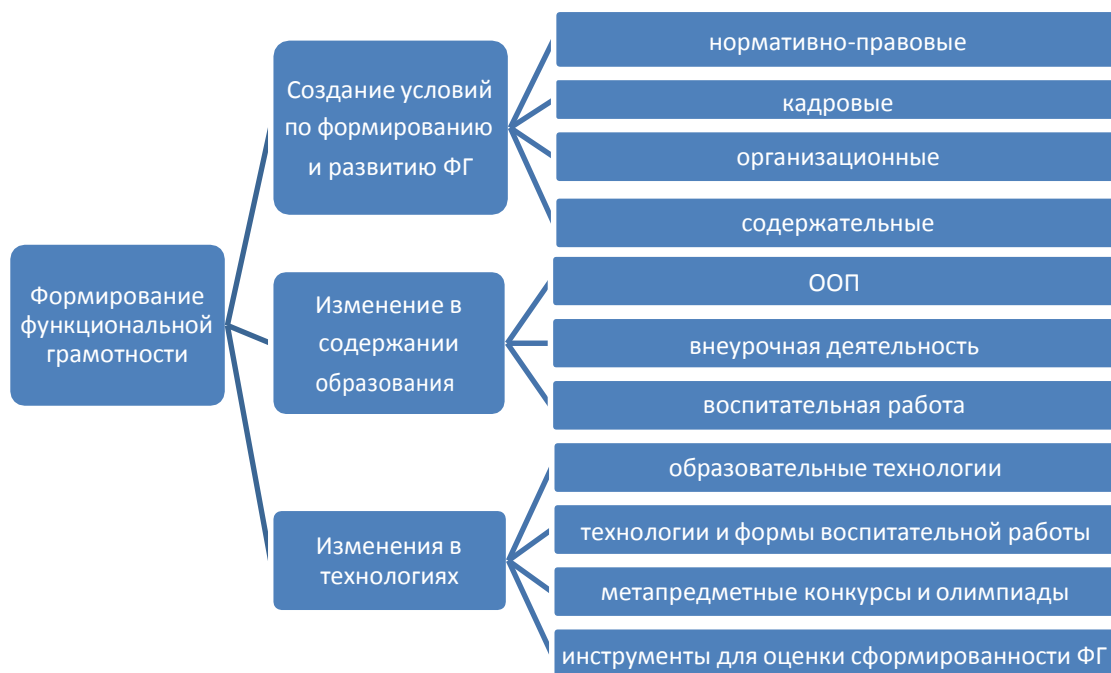 Формирование
функциональной
грамотности
Создание условий
по формированию
и развитию ФГ
нормативно-правовые
кадровые
организационные
содержательные
Изменение в
содержании
образования
ООП
внеурочная деятельность
воспитательная работа
Изменения в
технологиях
образовательные технологии
технологии и формы воспитательной работы
метапредметные конкурсы и олимпиады
инструменты для оценки сформированности ФГ